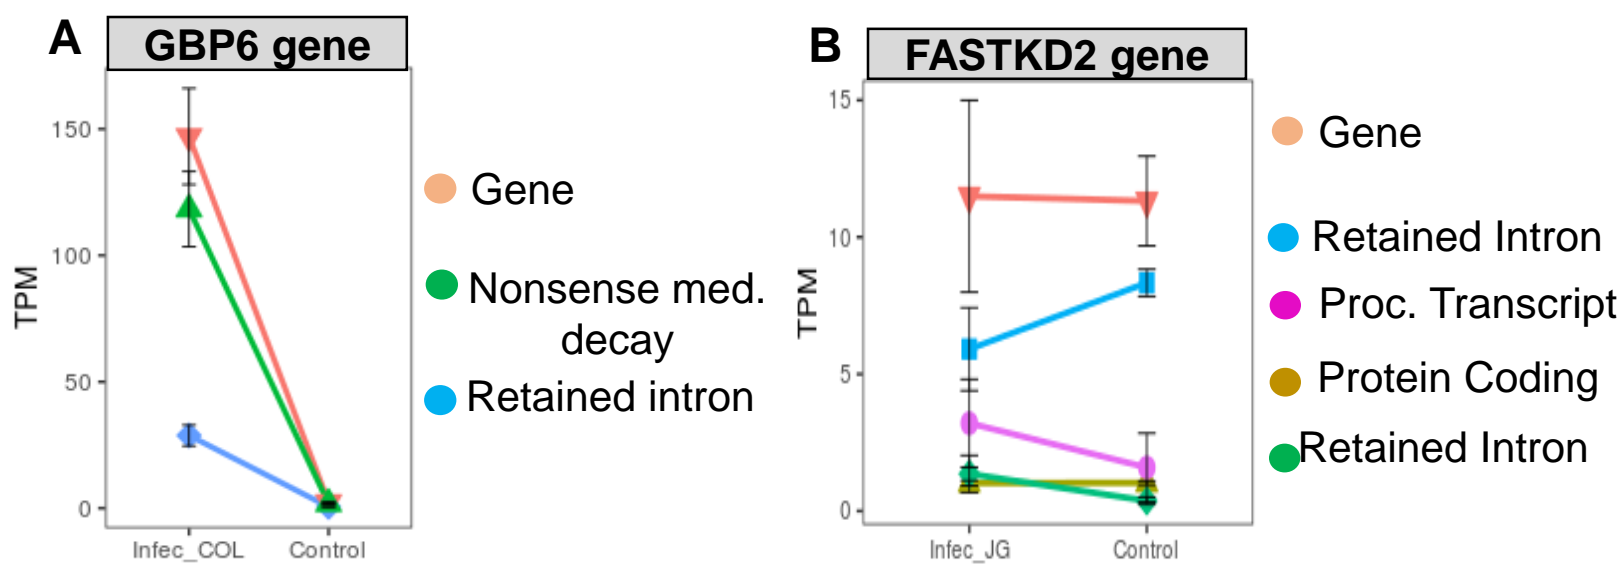 A
GBP6 gene
150
100
50
0
TPM
Infec_COL
Control
Gene
Nonsense med.
decay
Retained intron
B
FASTKD2 gene
15
10
5
0
TPM
Infec_JG
Control
Gene
Retained Intron
Proc. Transcript
Protein Coding
Retained Intron